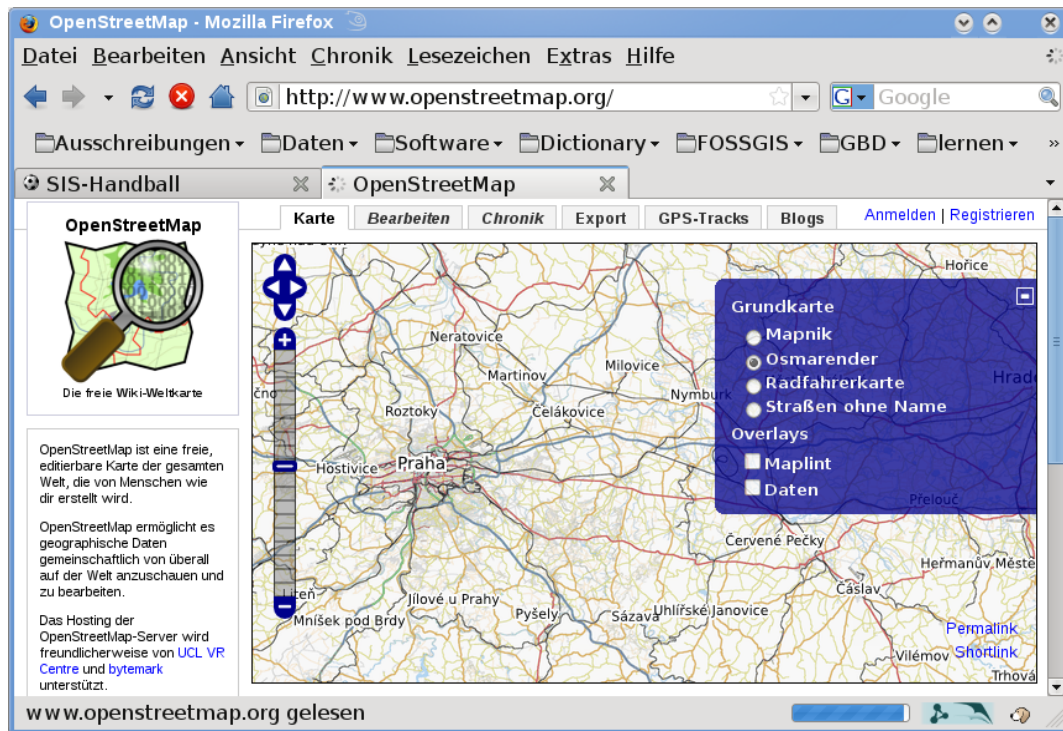 OpenStreetMap - Mozilla Firefox
Datei Bearbeiten Ansicht Chronik Lesezeichen Extras Hilfe
http://www.openstreetmap.org/
G Google
Ausschreibungen Daten Software Dictionary FOSSGIS GBD lernen »
SIS-Handball
OpenStreetMap
Karte Bearbeiten Chronik Export GPS-Tracks Blogs
Anmelden | Registrieren
OpenStreetMap
Die freie Wiki-Weltkarte
OpenStreetMap ist eine freie,
editierbare Karte der gesamten
Welt, die von Menschen wie
dir erstellt wird.
OpenStreetMap ermöglicht es
geographische Daten
gemeinschaftlich von überall
auf der Welt anzuschauen und
zu bearbeiten.
Das Hosting der
OpenStreetMap-Server wird
freundlicherweise von UCL VR
Centre und bytemark
unterstützt.
Hořice
Neratovice
Martinov
Milovice
Nymburk
Hrade
Roztoky
Čelákovice
Hostivice
Praha
Přelouč
Červené Pečky
Heřmanův Měste
Čáslav
Liteň
Jílové u Prahy
Mníšek pod Brdy
Pyšely
Sázava
Uhlířské Janovice
Vilémov
Trhová
Grundkarte
Mapnik
Osmarender
Radfahrerkarte
Straßen ohne Name
Overlays
Maplint
Daten
Permalink
Shortlink
www.openstreetmap.org gelesen